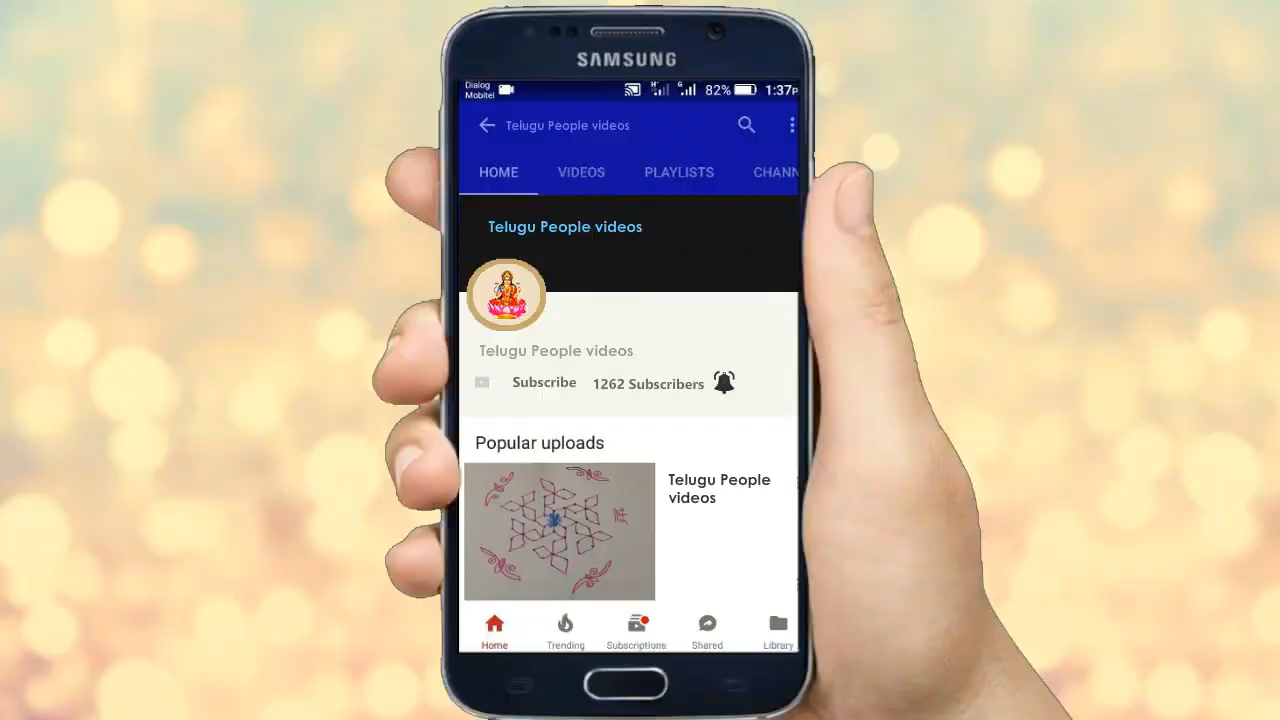 SAMSUNG
Dialog
Mobitel
H+ G 82% 1:37P
Telugu People videos
HOME VIDEOS PLAYLISTS CHANN
Telugu People videos
Telugu People videos
Subscribe 1262 Subscribers
Popular uploads
Telugu People
videos
Home Trending Subscriptions Shared Library